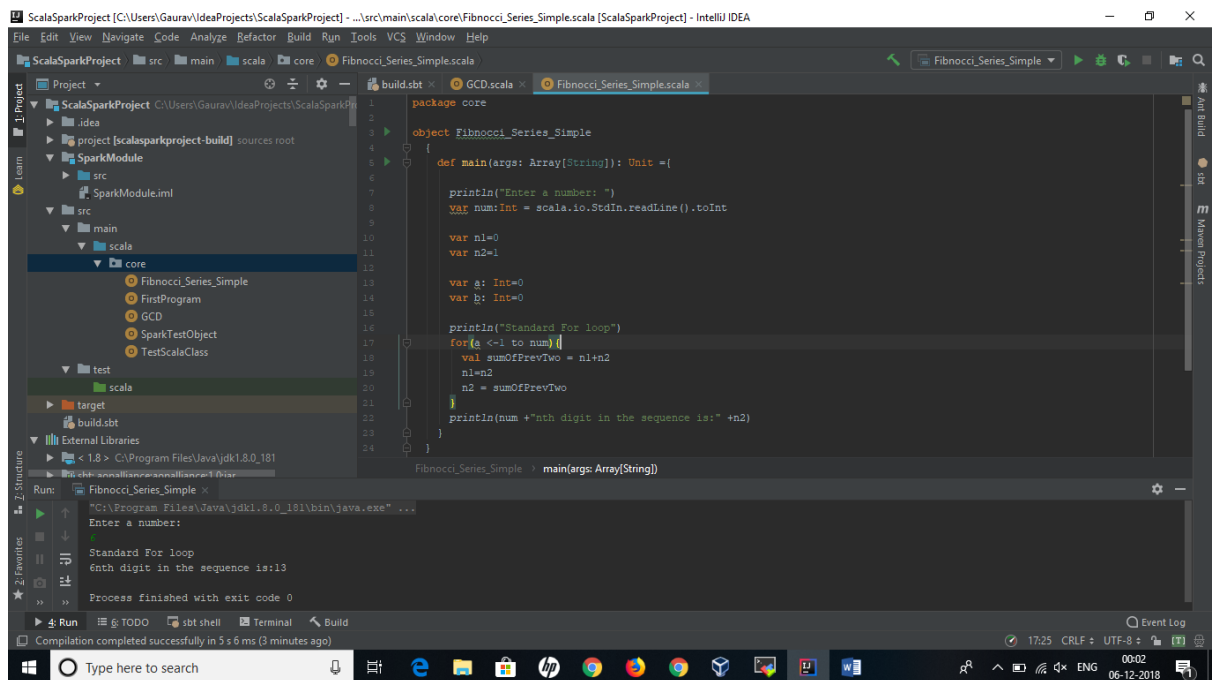 ScalaSparkProject [C:\Users\Gaurav\IdeaProjects\ScalaSparkProject] - ...\src\main\scala\core\Fibnocci_Series_Simple.scala [ScalaSparkProject] - IntelliJ IDEA
File Edit View Navigate Code Analyze Refactor Build Run Tools VCS Window Help
ScalaSparkProject src main scala core Fibnocci_Series_Simple.scala
Fibnocci_Series_Simple
Project
build.sbt GCD.scala Fibnocci_Series_Simple.scala
1: Project
Learn
Z: Structure
2: Favorites
ScalaSparkProject C:\Users\Gaurav\IdeaProjects\ScalaSparkPr
.idea
project [scalasparkproject-build] sources root
SparkModule
src
SparkModule.iml
src
main
scala
core
Fibnocci_Series_Simple
FirstProgram
GCD
SparkTestObject
TestScalaClass
test
scala
target
build.sbt
External Libraries
< 1.8 > C:\Program Files\Java\jdk1.8.0_181
1 package core
2
3 object Fibnocci_Series_Simple
4 {
5 def main(args: Array[String]): Unit ={
6
7 println("Enter a number: ")
8 var num:Int = scala.io.StdIn.readLine().toInt
9
10 var n1=0
11 var n2=1
12
13 var a: Int=0
14 var b: Int=0
15
16 println("Standard For loop")
17 for(a <-1 to num){
18 val sumOfPrevTwo = n1+n2
19 n1=n2
20 n2 = sumOfPrevTwo
21 }
22 println(num +"nth digit in the sequence is:" +n2)
23 }
24 }
Fibnocci_Series_Simple main(args: Array[String])
Ant Build
sbt
m Maven Projects
Run: Fibnocci_Series_Simple
"C:\Program Files\Java\jdk1.8.0_181\bin\java.exe" ...
Enter a number:
6
Standard For loop
6nth digit in the sequence is:13
Process finished with exit code 0
4: Run 6: TODO sbt shell Terminal Build Event Log
Compilation completed successfully in 5 s 6 ms (3 minutes ago) 17:25 CRLF UTF-8 [T]
Type here to search
ENG
00:02
06-12-2018